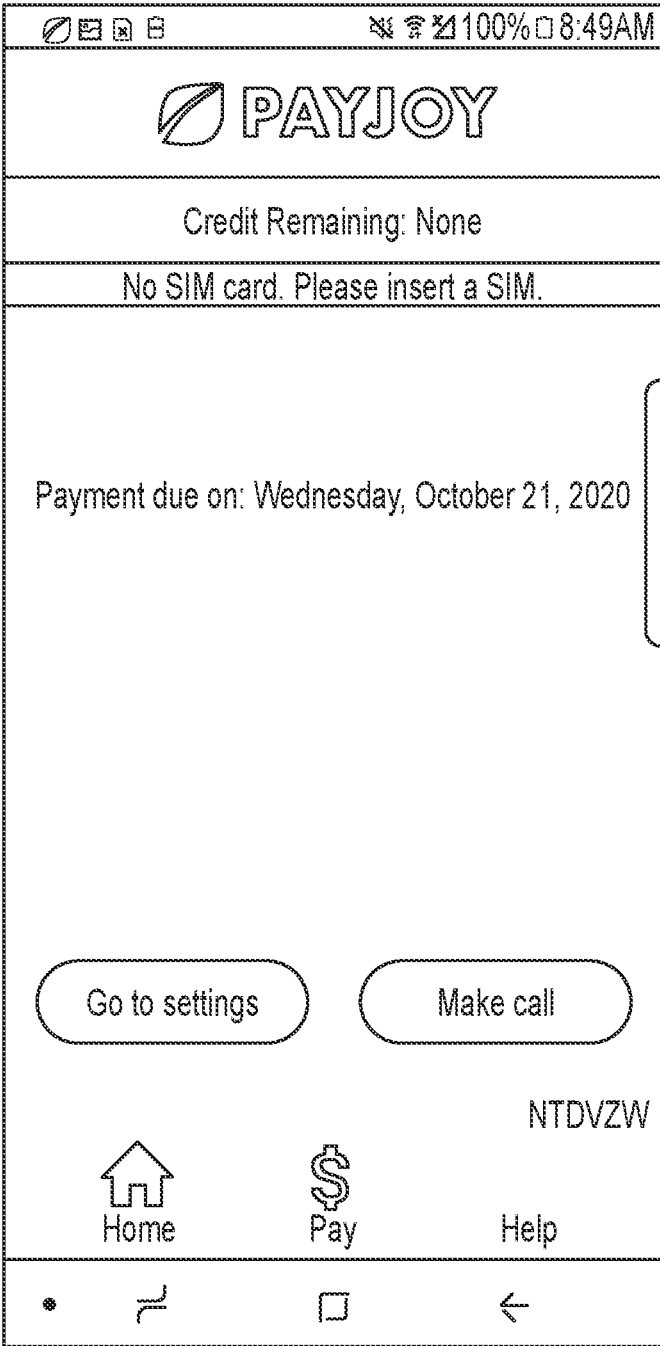 100% 8:49AM
PAYJOY
Credit Remaining: None
No SIM card. Please insert a SIM.
Payment due on: Wednesday, October 21, 2020
Go to settings Make call
NTDVZW
$
Home Pay Help